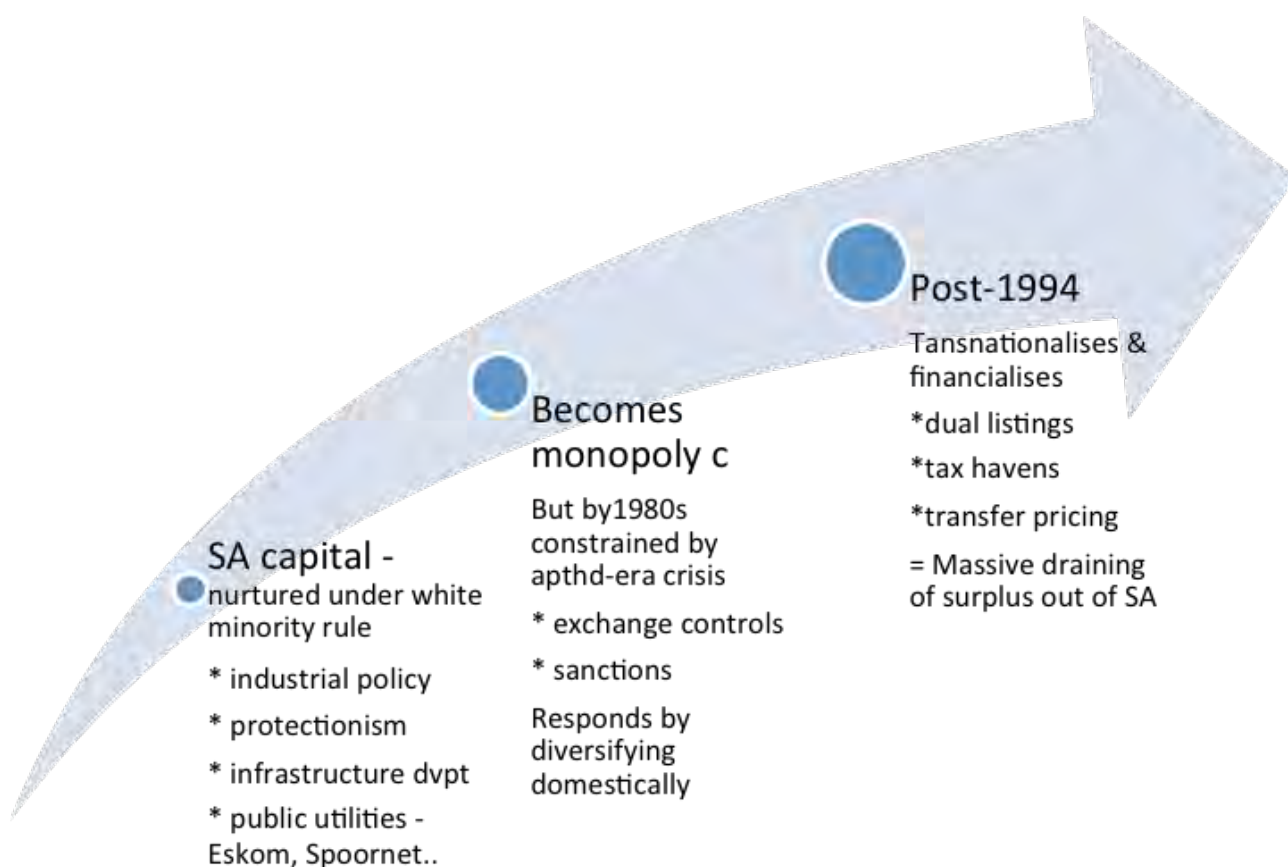 SA capital -
nurtured under white
minority rule
* industrial policy
* protectionism
* infrastructure dvpt
* public utilities -
Eskom, Spoornet..
Becomes
monopoly c
But by1980s
constrained by
apthd-era crisis
* exchange controls
* sanctions
Responds by
diversifying
domestically
Post-1994
Tansnationalises &
financialises
*dual listings
*tax havens
*transfer pricing
= Massive draining
of surplus out of SA